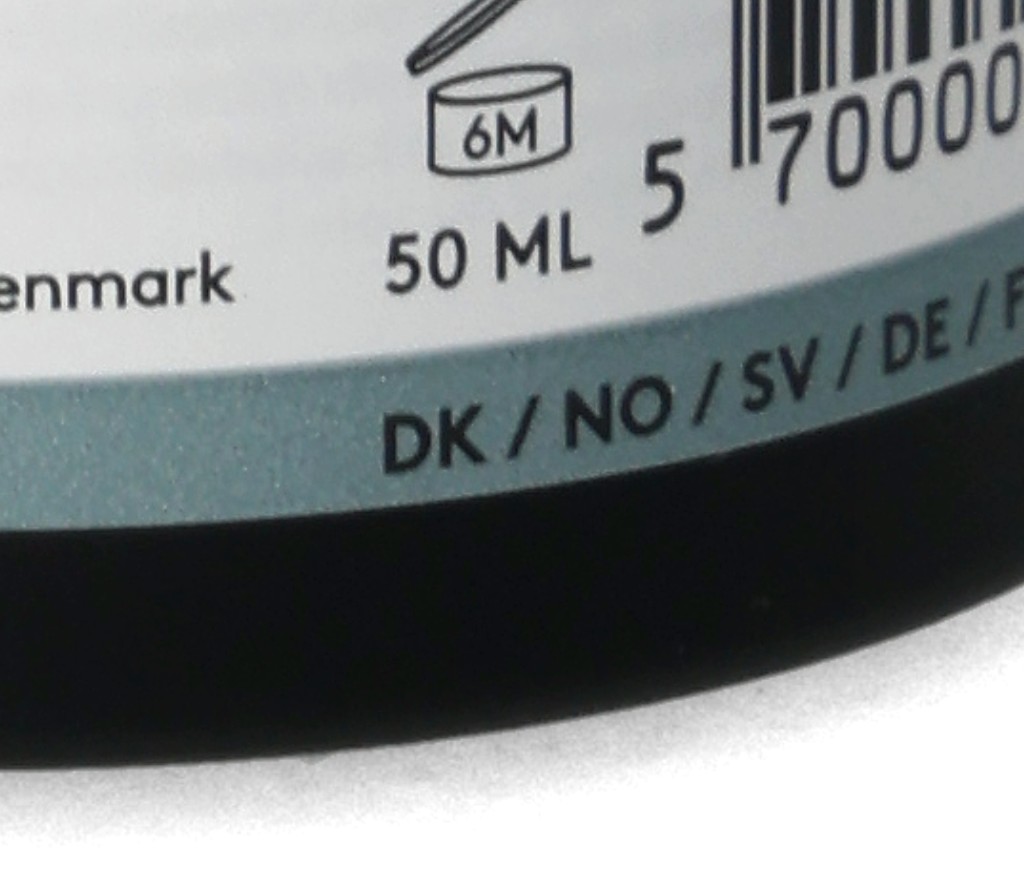 6M
50 ML
5 70000
enmark
DK / NO / SV / DE / F